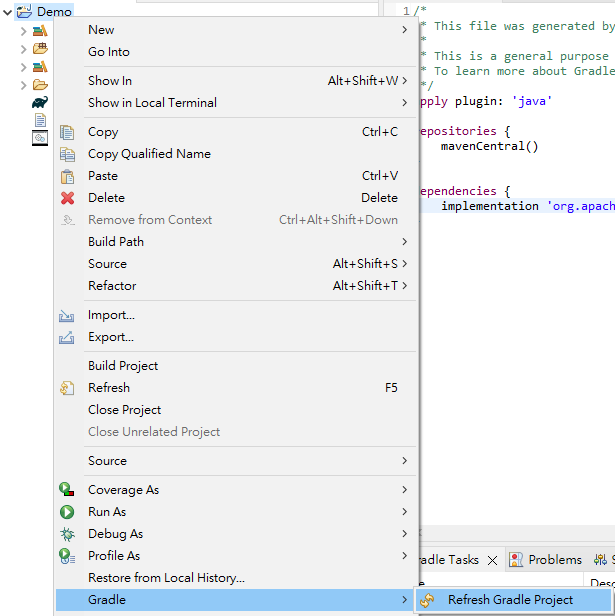 Demo
New
Go Into
Show In Alt+Shift+W
Show in Local Terminal
Copy Ctrl+C
Copy Qualified Name
Paste Ctrl+V
Delete Delete
Remove from Context Ctrl+Alt+Shift+Down
Build Path
Source Alt+Shift+S
Refactor Alt+Shift+T
Import...
Export...
Build Project
Refresh F5
Close Project
Close Unrelated Project
Source
Coverage As
Run As
Debug As
Profile As
Restore from Local History...
Gradle
Refresh Gradle Project
1 /*
* This file was generated by
*
* This is a general purpose
* To learn more about Gradle
*/
pply plugin: 'java'
epositories {
mavenCentral()
ependencies {
implementation 'org.apach
radle Tasks Problems S
e Desc